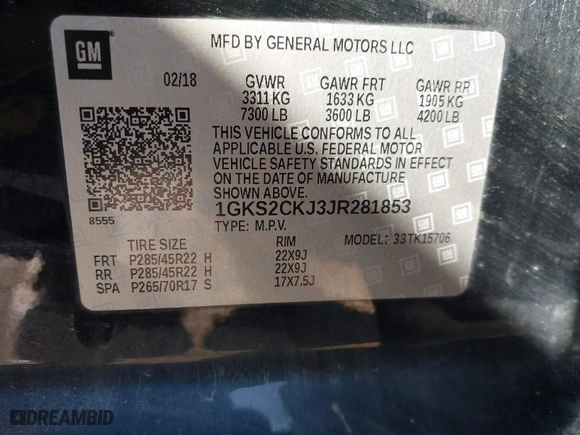 GM
MFD BY GENERAL MOTORS LLC
02/18 GVWR GAWR FRT GAWR RR
3311 KG 1633 KG 1905 KG
7300 LB 3600 LB 4200 LB
THIS VEHICLE CONFORMS TO ALL
APPLICABLE U.S. FEDERAL MOTOR
VEHICLE SAFETY STANDARDS IN EFFECT
ON THE DATE OF MANUFACTURE
SHOWN ABOVE.
1GKS2CKJ3JR281853
8555
TYPE: M.P.V. MODEL: 33TK15706
TIRE SIZE RIM
FRT P285/45R22 H 22X9J
RR P285/45R22 H 22X9J
SPA P265/70R17 S 17X7.5J
DREAMBID